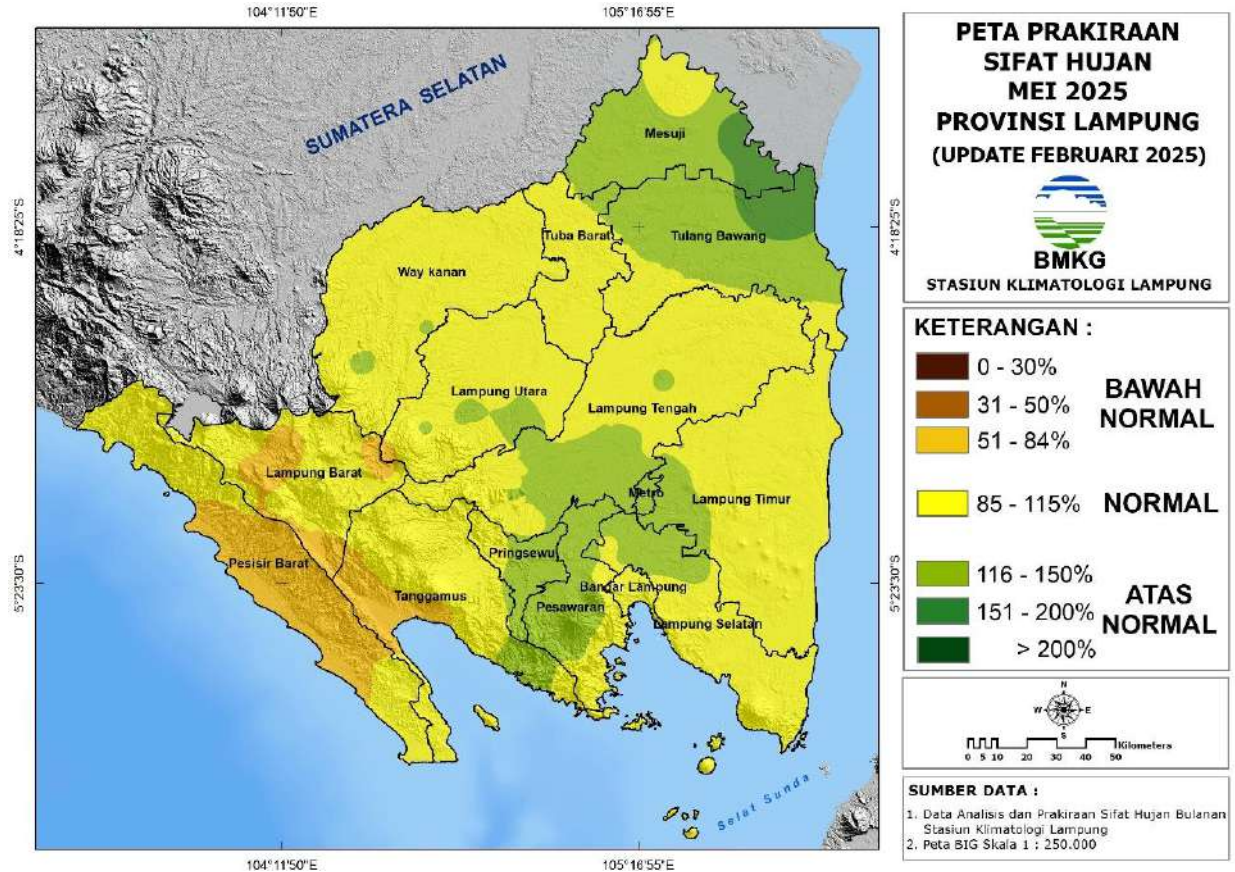 104°11'50"E
105°16'55"E
4°18'25"S
5°23'30"S
4°18'25"S
5°23'30"S
104°11'50"E
105°16'55"E
SUMATERA SELATAN
Mesuji
Tuba Barat
Tulang Bawang
Way kanan
Lampung Utara
Lampung Tengah
Lampung Barat
Metro
Lampung Timur
Pringsewu
Pesisir Barat
Bandar Lampung
Tanggamus
Pesawaran
Lampung Selatan
Selat Sunda
PETA PRAKIRAAN
SIFAT HUJAN
MEI 2025
PROVINSI LAMPUNG
(UPDATE FEBRUARI 2025)
BMKG
STASIUN KLIMATOLOGI LAMPUNG
KETERANGAN :
0 - 30%
31 - 50%
51 - 84%
BAWAH
NORMAL
85 - 115%
NORMAL
116 - 150%
151 - 200%
> 200%
ATAS
NORMAL
N
W
E
S
Kilometers
0 5 10 20 30 40 50
SUMBER DATA :
1. Data Analisis dan Prakiraan Sifat Hujan Bulanan
Stasiun Klimatologi Lampung
2. Peta BIG Skala 1 : 250.000